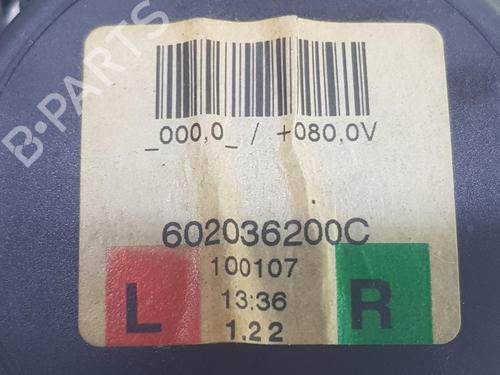 B-PARTS
_000,0_ / +080,0V
602036200C
100107
L 13:36 R
1.22